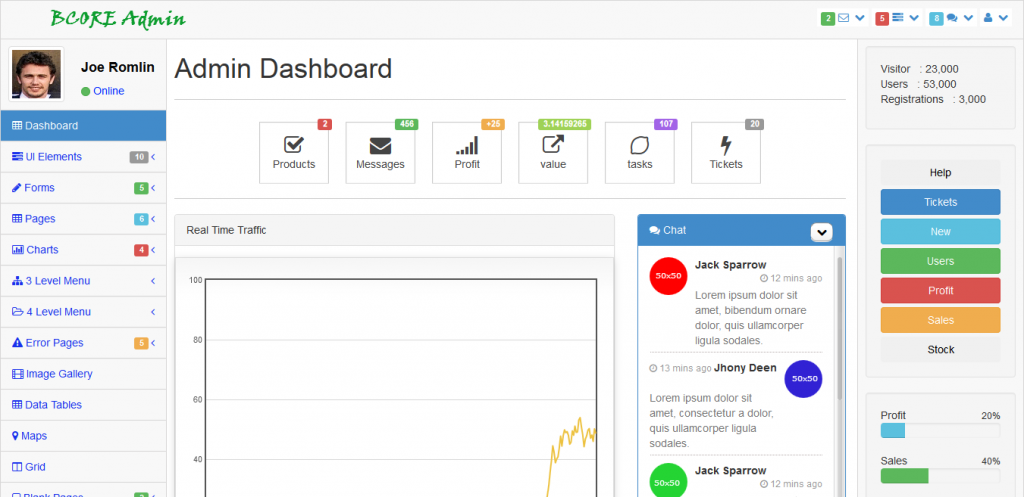 BCORE Admin
2
5
8
Joe Romlin
Online
Dashboard
UI Elements 10
Forms 5
Pages 6
Charts 4
3 Level Menu
4 Level Menu
Error Pages 5
Image Gallery
Data Tables
Maps
Grid
Admin Dashboard
2
Products
456
Messages
+25
Profit
3.14159265
value
107
tasks
20
Tickets
Real Time Traffic
100
80
60
40
Chat
50x50
Jack Sparrow
12 mins ago
Lorem ipsum dolor sit
amet, bibendum ornare
dolor, quis ullamcorper
ligula sodales.
13 mins ago Jhony Deen
50x50
Lorem ipsum dolor sit
amet, consectetur a dolor,
quis ullamcorper ligula
sodales.
50x50
Jack Sparrow
12 mins ago
Visitor : 23,000
Users : 53,000
Registrations : 3,000
Help
Tickets
New
Users
Profit
Sales
Stock
Profit 20%
Sales 40%